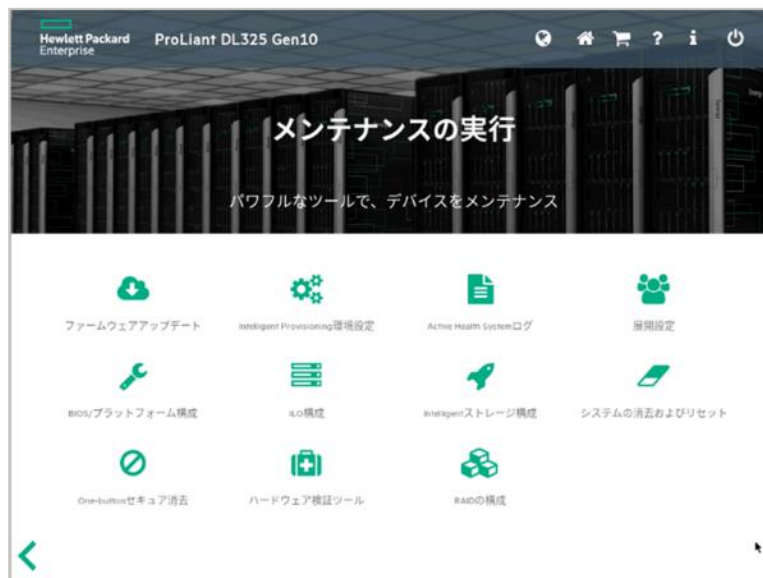 Hewlett Packard
Enterprise
ProLiant DL325 Gen10
?
i
メンテナンスの実行
パワフルなツールで、デバイスをメンテナンス
ファームウェアアップデート
Intelligent Provisioning環境設定
Active Health Systemログ
展開設定
BIOS/プラットフォーム構成
iLO構成
Intelligentストレージ構成
システムの消去およびリセット
One-buttonセキュア消去
ハードウェア検証ツール
RAIDの構成